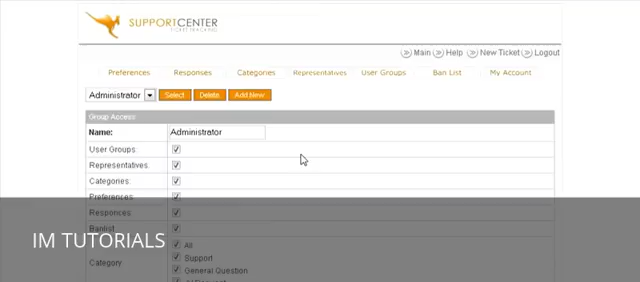 SUPPORTCENTER
TICKET TRACKING
Main Help New Ticket Logout
Preferences Responses Categories Representatives User Groups Ban List My Account
Administrator Select Delete Add New
Group Access
Name: Administrator
User Groups:
Representatives:
Categories:
Preferences
Responces:
Banlist
IM TUTORIALS
All
Support
Category
General Question